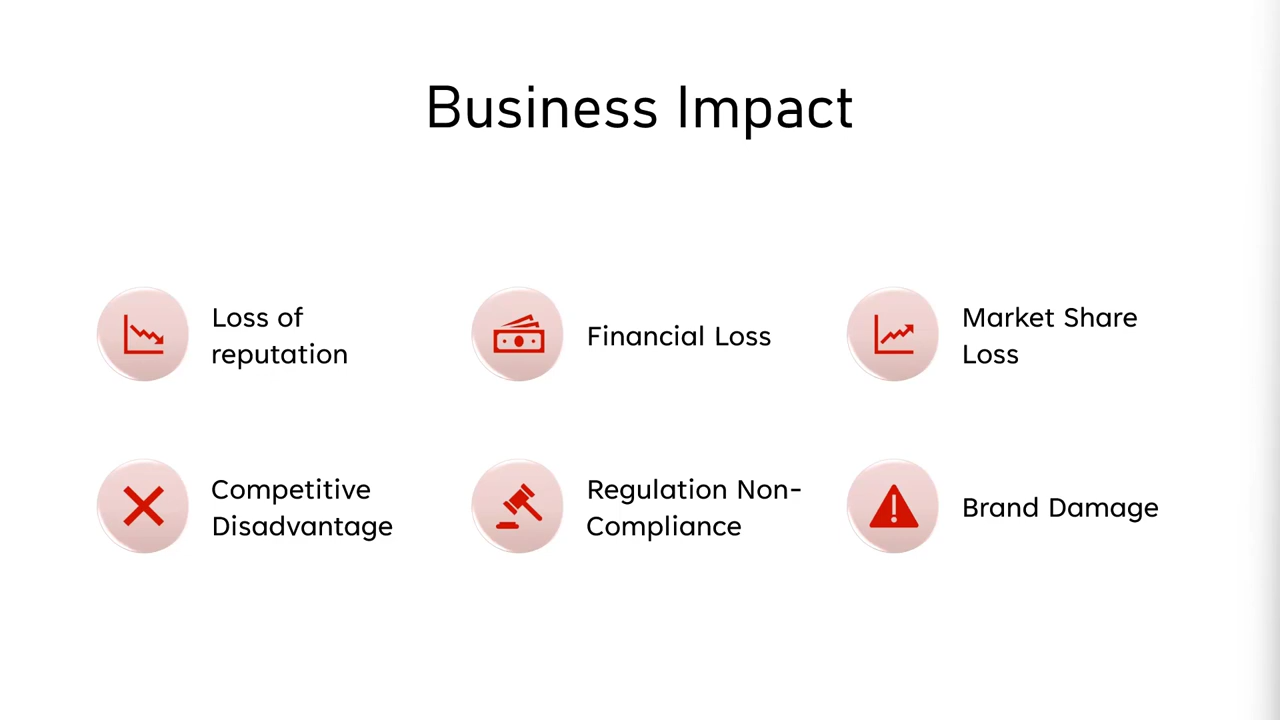 Business Impact
Loss of
reputation
Financial Loss
Market Share
Loss
Competitive
Disadvantage
Regulation Non-
Compliance
Brand Damage